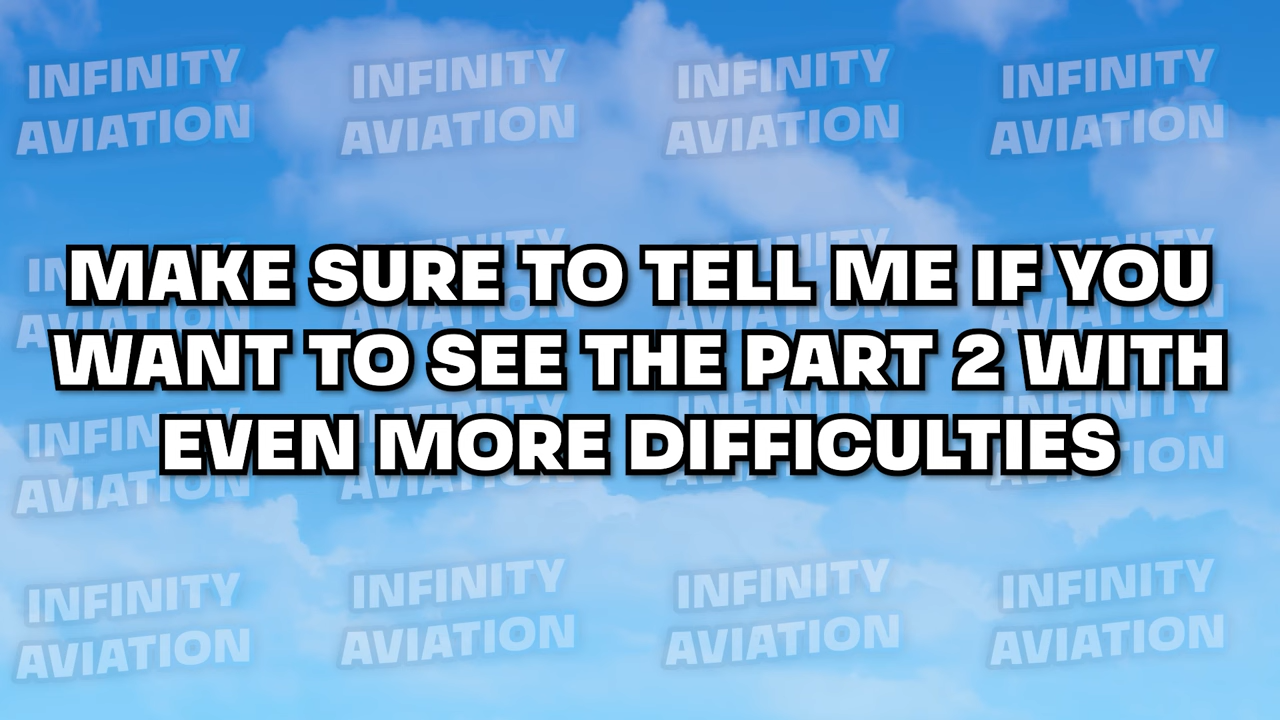 INFINITY INFINITY INFINITY INFINITY
AVIATION AVIATION AVIATION AVIATION
MAKE SURE TO TELL ME IF YOU
WANT TO SEE THE PART 2 WITH
EVEN MORE DIFFICULTIES
INFINITY INFINITY INFINITY INFINITY
AVIATION AVIATION AVIATION AVIATION